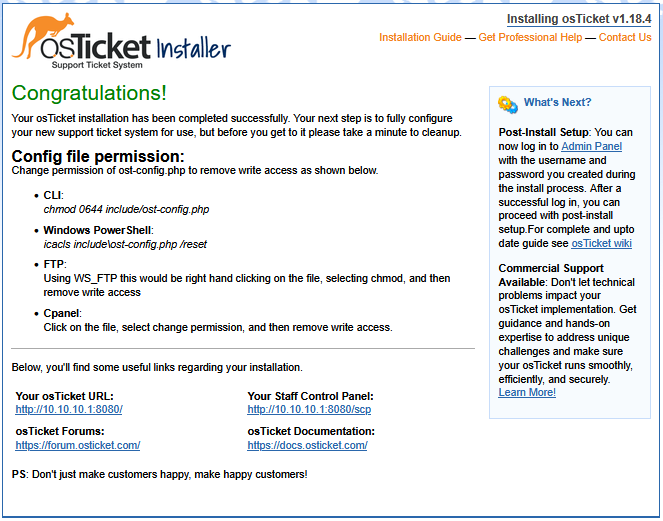 osTicket Installer
Support Ticket System
Installing osTicket v1.18.4
Installation Guide — Get Professional Help — Contact Us
Congratulations!
Your osTicket installation has been completed successfully. Your next step is to fully configure
your new support ticket system for use, but before you get to it please take a minute to cleanup.
Config file permission:
Change permission of ost-config.php to remove write access as shown below.
• CLI:
chmod 0644 include/ost-config.php
• Windows PowerShell:
icacls include\ost-config.php /reset
• FTP:
Using WS_FTP this would be right hand clicking on the file, selecting chmod, and then
remove write access
• Cpanel:
Click on the file, select change permission, and then remove write access.
Below, you'll find some useful links regarding your installation.
Your osTicket URL:
http://10.10.10.1:8080/
Your Staff Control Panel:
http://10.10.10.1:8080/scp
osTicket Forums:
https://forum.osticket.com/
osTicket Documentation:
https://docs.osticket.com/
PS: Don't just make customers happy, make happy customers!
What's Next?
Post-Install Setup: You can
now log in to Admin Panel
with the username and
password you created during
the install process. After a
successful log in, you can
proceed with post-install
setup.For complete and upto
date guide see osTicket wiki
Commercial Support
Available: Don't let technical
problems impact your
osTicket implementation. Get
guidance and hands-on
expertise to address unique
challenges and make sure
your osTicket runs smoothly,
efficiently, and securely.
Learn More!